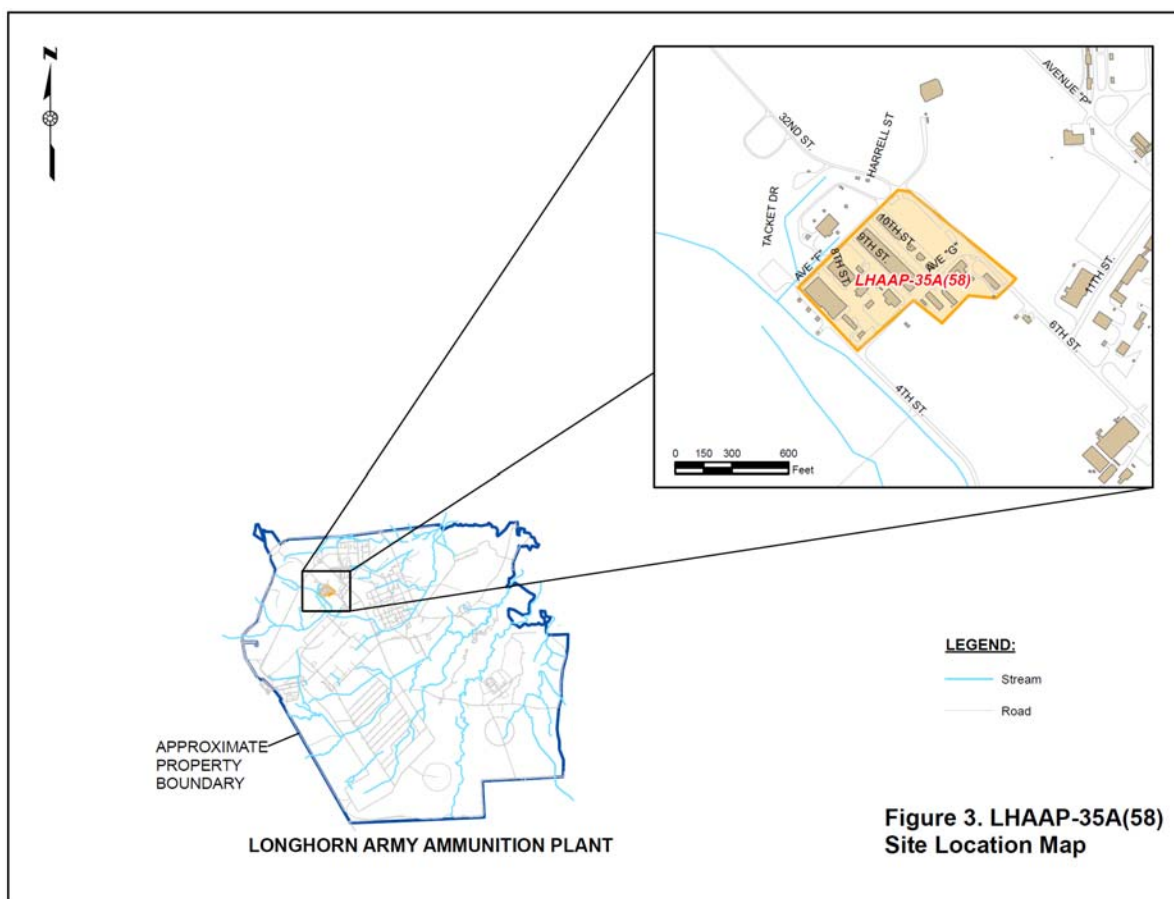 Z
AVENUE "P"
32ND ST.
HARRELL ST
TACKET DR
10TH ST.
9TH ST.
AVE "G"
AVE "F"
8TH ST.
LHAAP-35A(58)
11TH ST.
6TH ST.
4TH ST.
0 150 300 600
Feet
LEGEND:
Stream
Road
APPROXIMATE
PROPERTY
BOUNDARY
LONGHORN ARMY AMMUNITION PLANT
Figure 3. LHAAP-35A(58)
Site Location Map